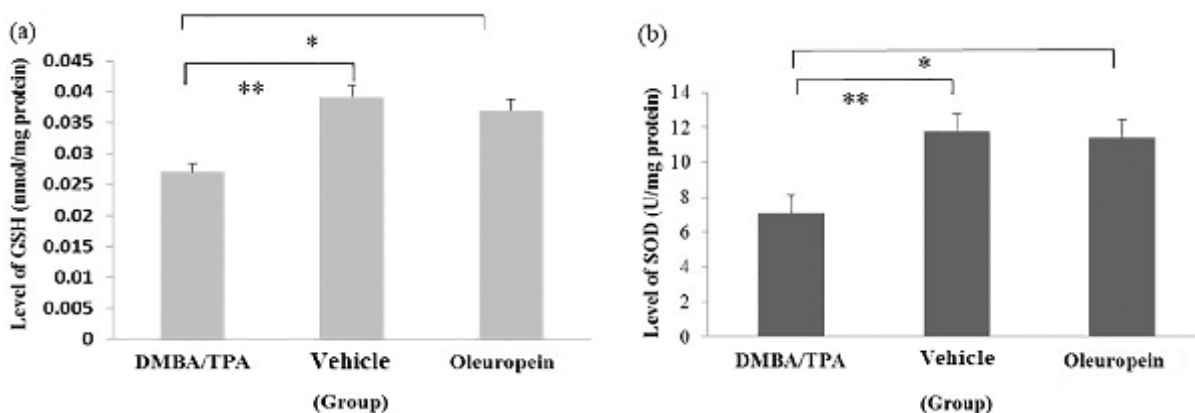 (a)
*
**
0.045
0.04
0.035
0.03
0.025
0.02
0.015
0.01
0.005
0
Level of GSH (nmol/mg protein)
DMBA/TPA Vehicle Oleuropein
(Group)
(b)
*
**
14
12
10
8
6
4
2
0
Level of SOD (U/mg protein)
DMBA/TPA Vehicle Oleuropein
(Group)